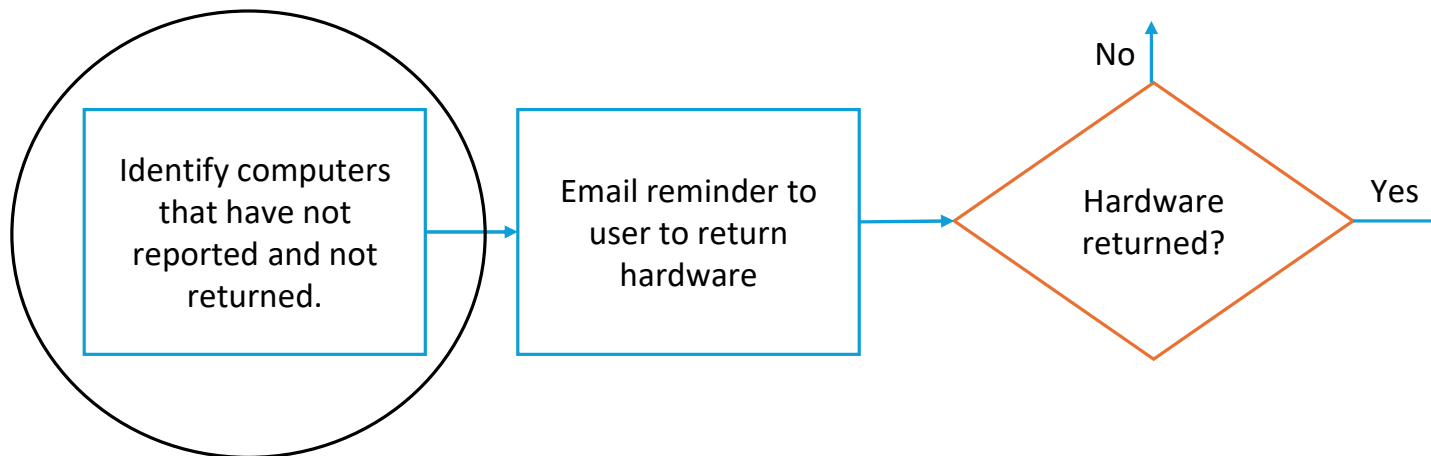 Identify computers
that have not
reported and not
returned.
Email reminder to
user to return
hardware
No
Hardware
returned?
Yes